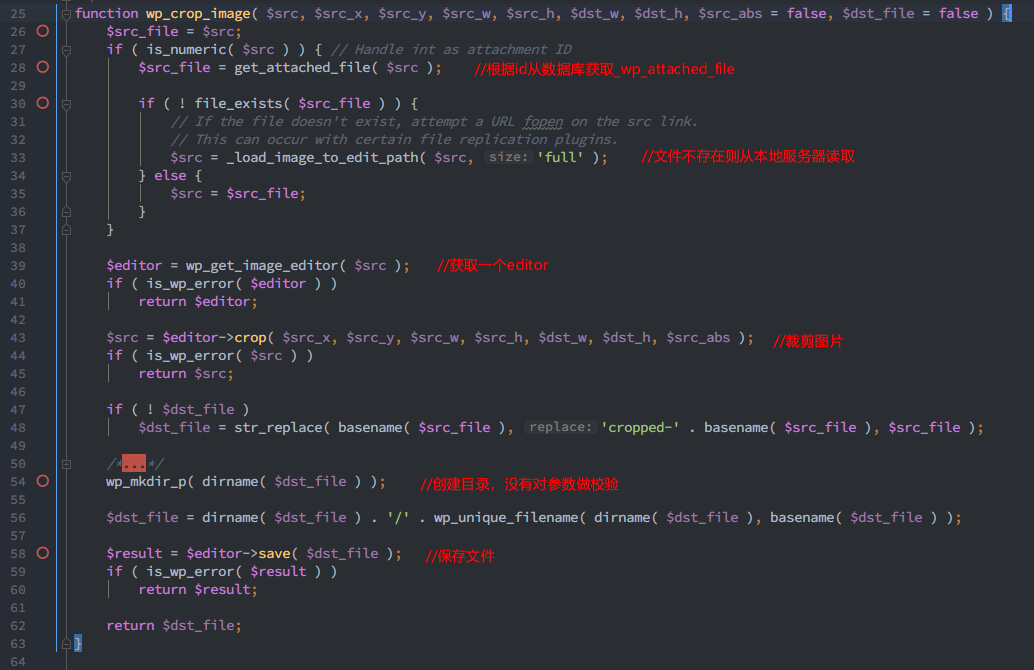 25 function wp_crop_image( $src, $src_x, $src_y, $src_w, $src_h, $dst_w, $dst_h, $src_abs = false, $dst_file = false ) {
26 $src_file = $src;
27 if ( is_numeric( $src ) ) { // Handle int as attachment ID
28 $src_file = get_attached_file( $src ); //根据id从数据库获取_wp_attached_file
29
30 if ( ! file_exists( $src_file ) ) {
31 // If the file doesn't exist, attempt a URL fopen on the src link.
32 // This can occur with certain file replication plugins.
33 $src = _load_image_to_edit_path( $src, size: 'full' ); //文件不存在则从本地服务器读取
34 } else {
35 $src = $src_file;
36 }
37 }
38
39 $editor = wp_get_image_editor( $src ); //获取一个editor
40 if ( is_wp_error( $editor ) )
41 return $editor;
42
43 $src = $editor->crop( $src_x, $src_y, $src_w, $src_h, $dst_w, $dst_h, $src_abs ); //裁剪图片
44 if ( is_wp_error( $src ) )
45 return $src;
46
47 if ( ! $dst_file )
48 $dst_file = str_replace( basename( $src_file ), replace: 'cropped-' . basename( $src_file ), $src_file );
49
50 /*...*/
54 wp_mkdir_p( dirname( $dst_file ) ); //创建目录，没有对参数做校验
55
56 $dst_file = dirname( $dst_file ) . '/' . wp_unique_filename( dirname( $dst_file ), basename( $dst_file ) );
57
58 $result = $editor->save( $dst_file ); //保存文件
59 if ( is_wp_error( $result ) )
60 return $result;
61
62 return $dst_file;
63 }
64